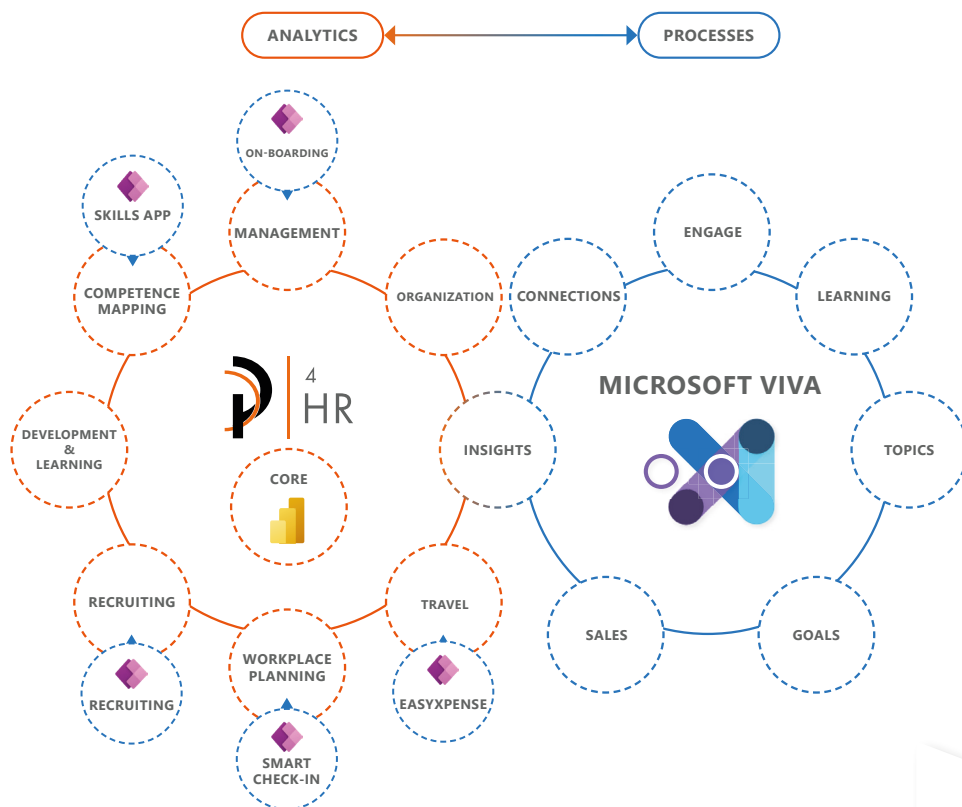 ANALYTICS
PROCESSES
ON-BOARDING
SKILLS APP
MANAGEMENT
ENGAGE
COMPETENCE
MAPPING
ORGANIZATION
CONNECTIONS
LEARNING
P
4
HR
MICROSOFT VIVA
DEVELOPMENT
&
LEARNING
INSIGHTS
TOPICS
CORE
RECRUITING
TRAVEL
WORKPLACE
PLANNING
SALES
GOALS
RECRUITING
EASYXPENSE
SMART
CHECK-IN